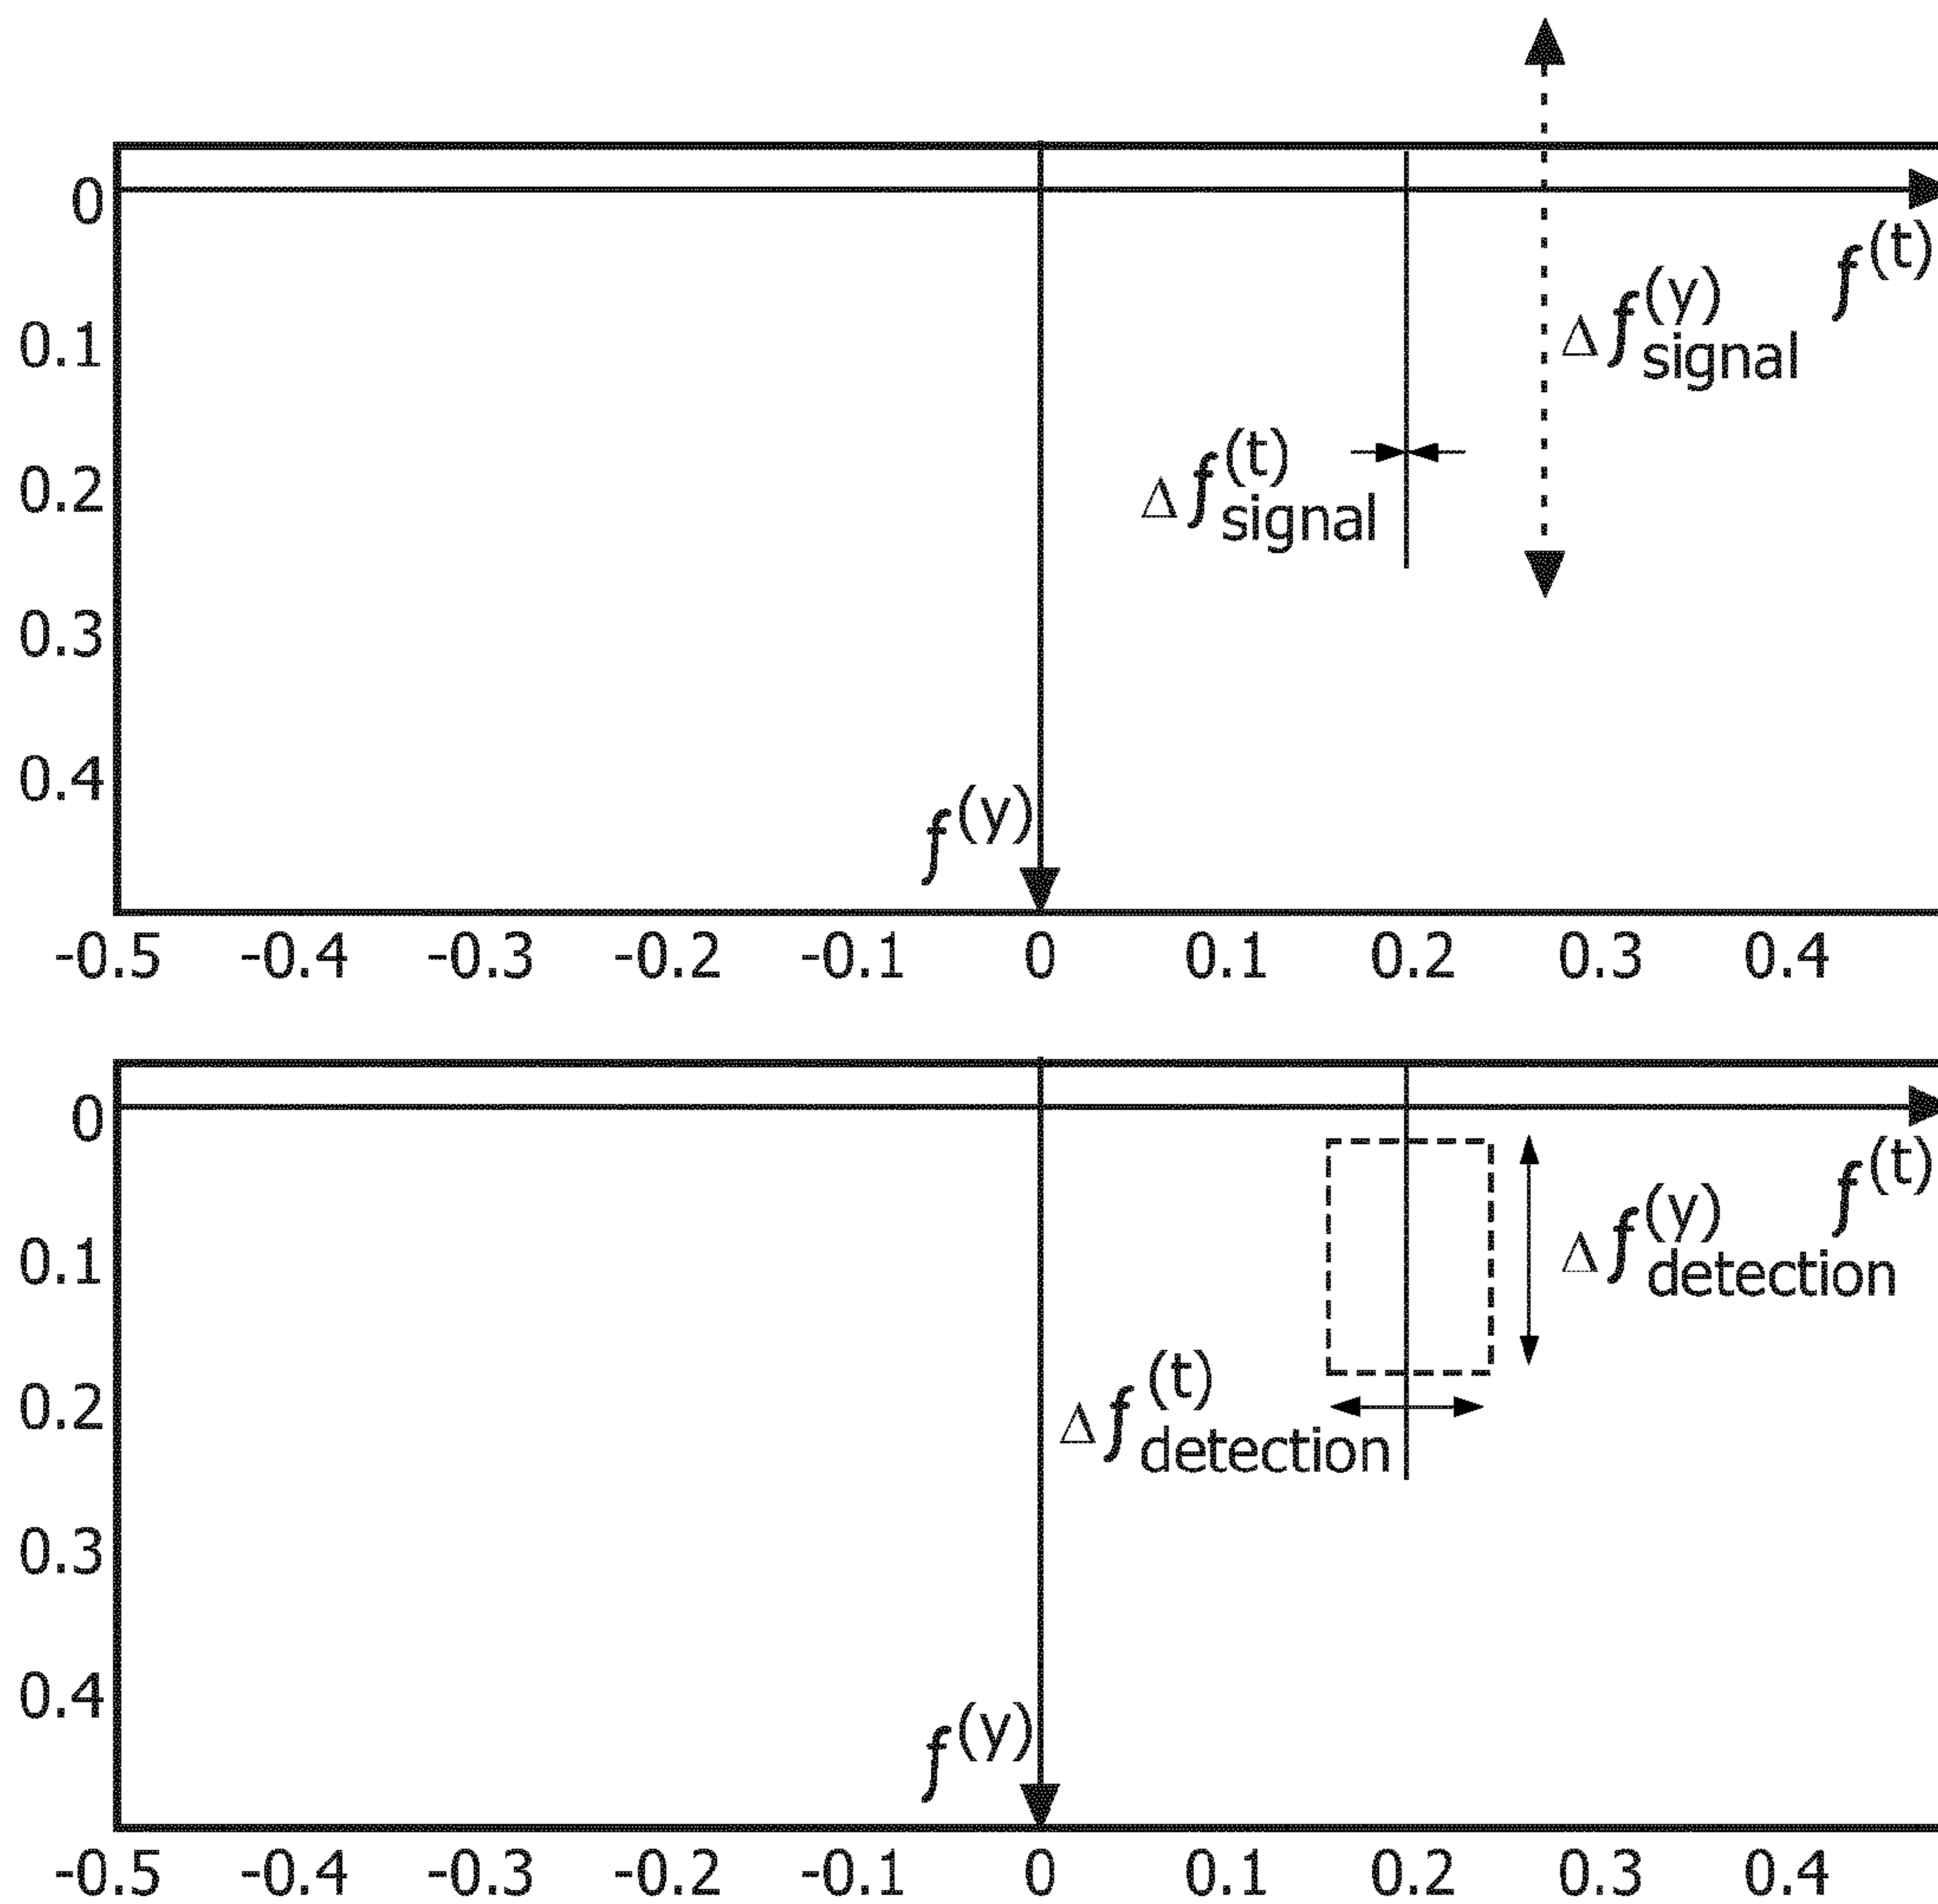 0
f(t)
Δf(y)signal
0.1
Δf(t)signal
0.2
0.3
0.4
f(y)
-0.5 -0.4 -0.3 -0.2 -0.1 0 0.1 0.2 0.3 0.4
0
f(t)
Δf(y)detection
0.1
Δf(t)detection
0.2
0.3
0.4
f(y)
-0.5 -0.4 -0.3 -0.2 -0.1 0 0.1 0.2 0.3 0.4